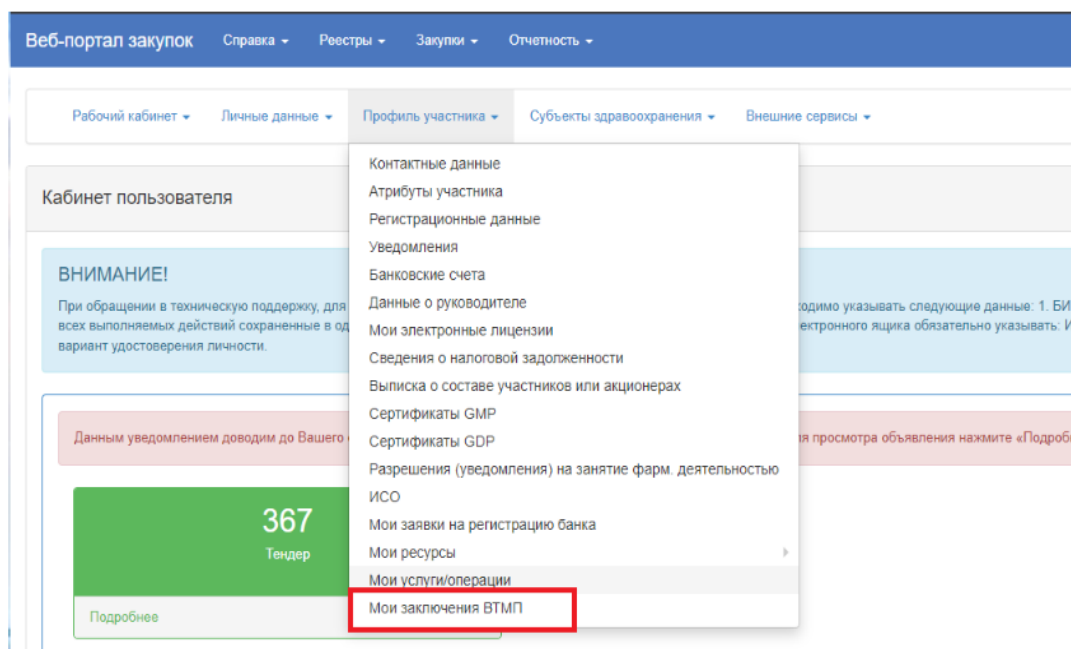 Веб-портал закупок Справка Реестры Закупки Отчетность
Рабочий кабинет Личные данные Профиль участника Субъекты здравоохранения Внешние сервисы
Контактные данные
Атрибуты участника
Регистрационные данные
Уведомления
Банковские счета
Данные о руководителе
Мои электронные лицензии
Сведения о налоговой задолженности
Выписка о составе участников или акционерах
Сертификаты GMP
Сертификаты GDP
Разрешения (уведомления) на занятие фарм. деятельностью
ИСО
Мои заявки на регистрацию банка
Мои ресурсы
Мои услуги/операции
Мои заключения ВТМП
Кабинет пользователя
ВНИМАНИЕ!
При обращении в техническую поддержку, для одимо указывать следующие данные: 1.
всех выполняемых действий сохраненные в ектронного ящика обязательно указывать:
вариант удостоверения личности.
Данным уведомлением доводим до Вашего я просмотра объявления нажмите
367
Тендер
Подробнее